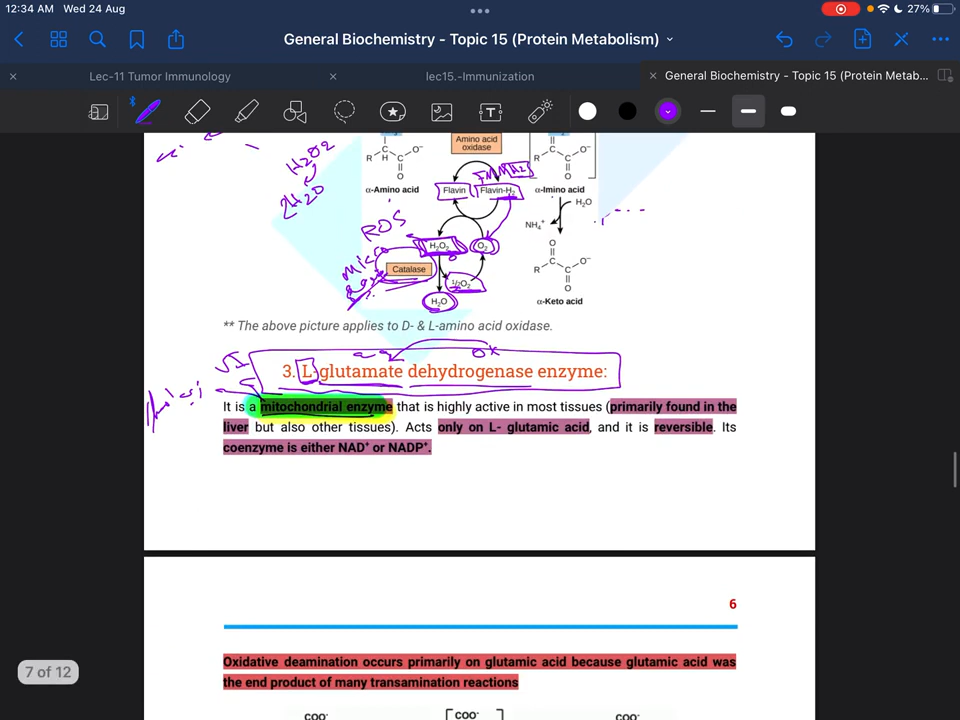 12:34 AM Wed 24 Aug
27%
General Biochemistry - Topic 15 (Protein Metabolism)
Lec-11 Tumor Immunology
lec15.-Immunization
General Biochemistry - Topic 15 (Protein Metab...
Amino acid
oxidase
R C H C O⁻ O
R C C O⁻ O
H2O2
2H2O
α-Amino acid
Flavin
Flavin-H₂
α-Imino acid
H₂O
NH₄⁺
ROS
H₂O₂
O₂
Catalase
½O₂
H₂O
O
R C C O⁻
O
α-Keto acid
** The above picture applies to D- & L-amino acid oxidase.
3. L-glutamate dehydrogenase enzyme:
It is a mitochondrial enzyme that is highly active in most tissues (primarily found in the
liver but also other tissues). Acts only on L- glutamic acid, and it is reversible. Its
coenzyme is either NAD⁺ or NADP⁺.
6
7 of 12
Oxidative deamination occurs primarily on glutamic acid because glutamic acid was
the end product of many transamination reactions
COO⁻
COO⁻
COO⁻